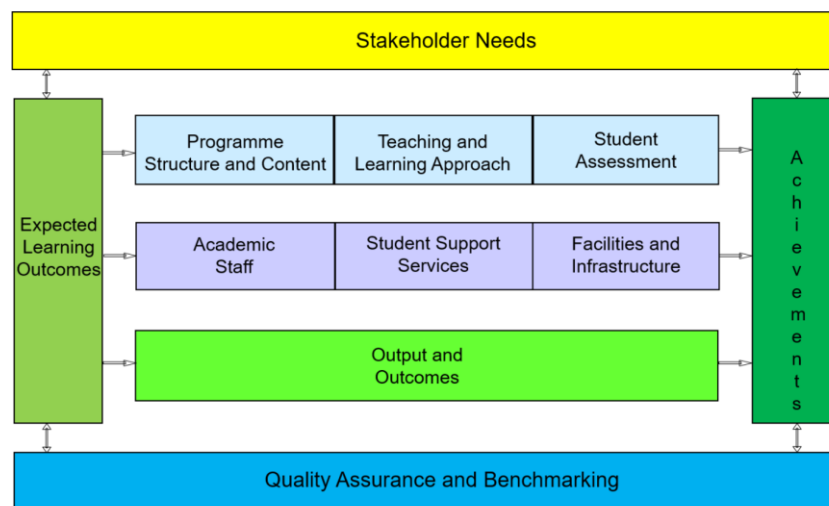 Stakeholder Needs
Expected
Learning
Outcomes
Programme
Structure and Content
Teaching and
Learning Approach
Student
Assessment
Academic
Staff
Student Support
Services
Facilities and
Infrastructure
Output and
Outcomes
Achievements
Quality Assurance and Benchmarking